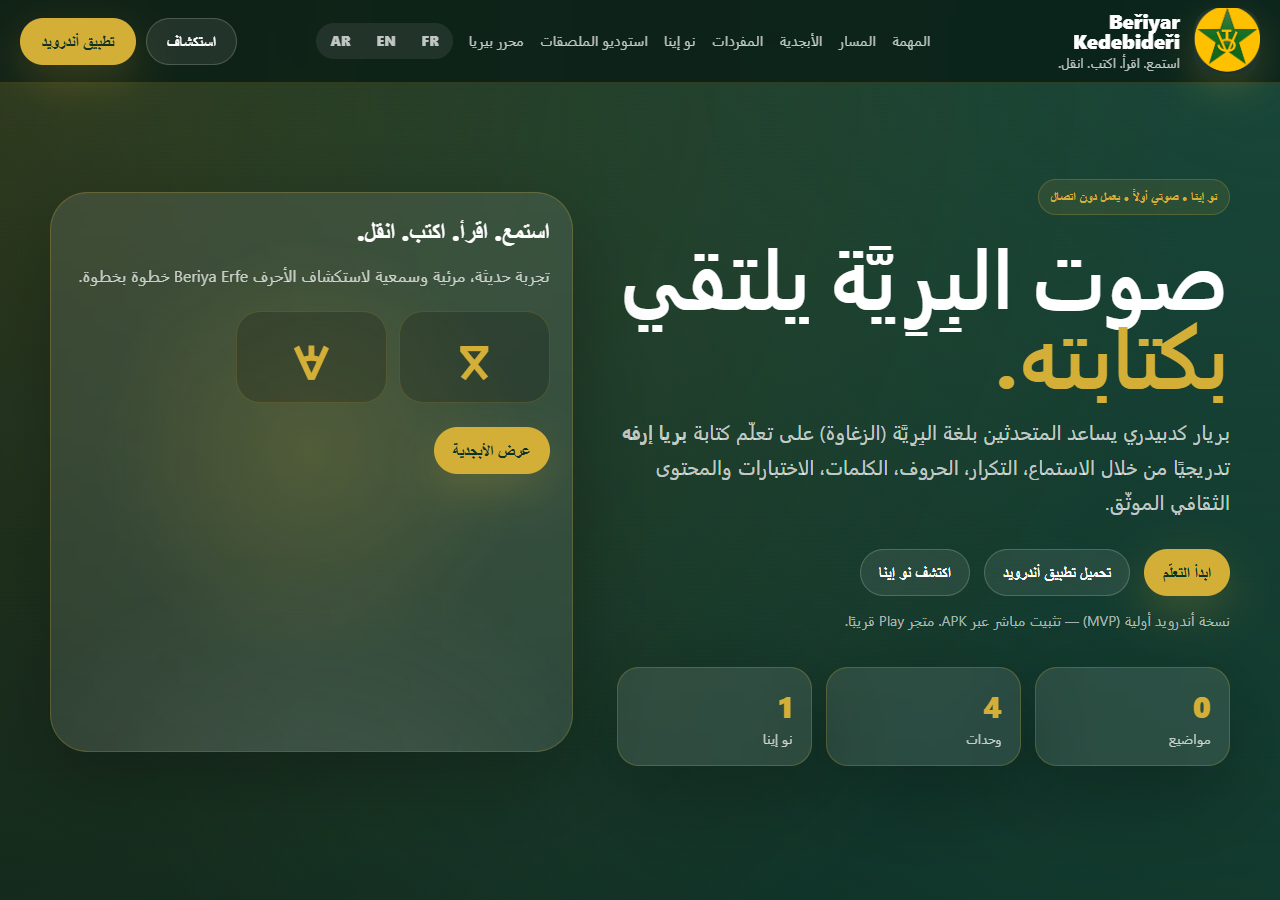 Beřiyar
Kedebideři
استمع. اقرأ. اكتب. انقل.
المهمة
المسار
الأبجدية
المفردات
نو إينا
استوديو الملصقات
محرر بيريا
FR
EN
AR
استكشاف
تطبيق أندرويد
نو إينا • صوتي أولاً • يعمل دون اتصال
صوت البِرِيَّة يلتقي
بكتابته.
بريار كدبيدري يساعد المتحدثين بلغة البِرِيَّة (الزغاوة) على تعلّم كتابة بريا إرفه
تدريجيًا من خلال الاستماع، التكرار، الحروف، الكلمات، الاختبارات والمحتوى
الثقافي الموثّق.
ابدأ التعلّم
تحميل تطبيق أندرويد
اكتشف نو إينا
نسخة أندرويد أولية (MVP) — تثبيت مباشر عبر APK. متجر Play قريبًا.
0
مواضيع
4
وحدات
1
نو إينا
استمع. اقرأ. اكتب. انقل.
تجربة حديثة، مرئية وسمعية لاستكشاف الأحرف Beriya Erfe خطوة بخطوة.
عرض الأبجدية